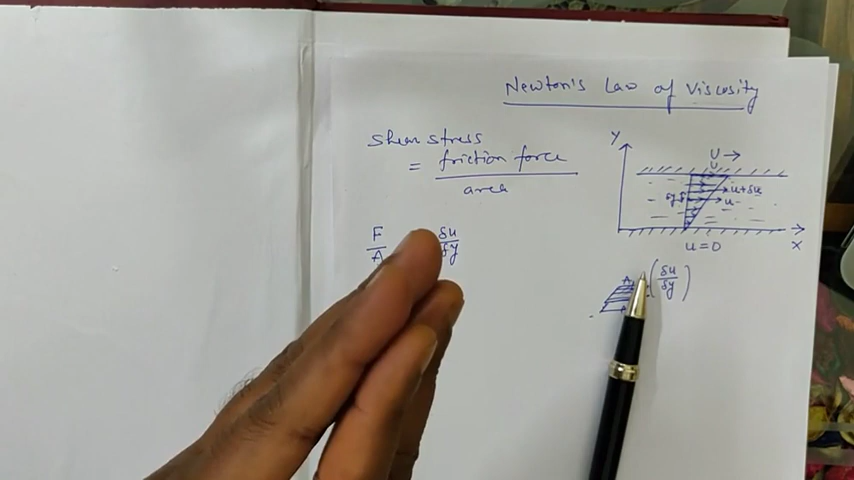 Newton's Law of Viscosity
Shear stress
= friction force
area
F
A
δu
δy
Y
U →
U
u+δu
δy
u
u=0
X
A
(δu
δy)